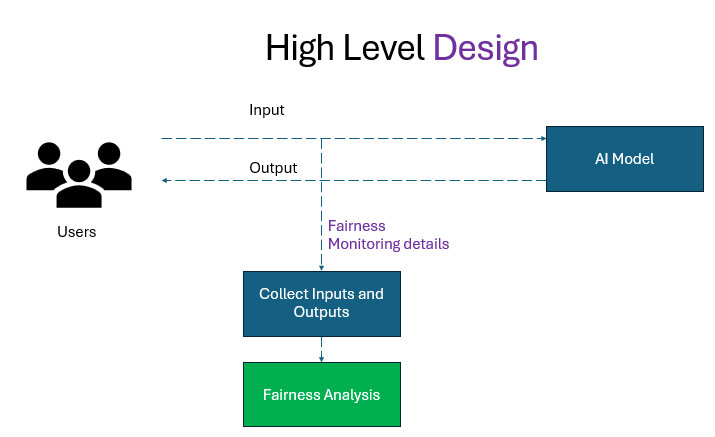 High Level Design
Input
AI Model
Output
Users
Fairness
Monitoring details
Collect Inputs and
Outputs
Fairness Analysis